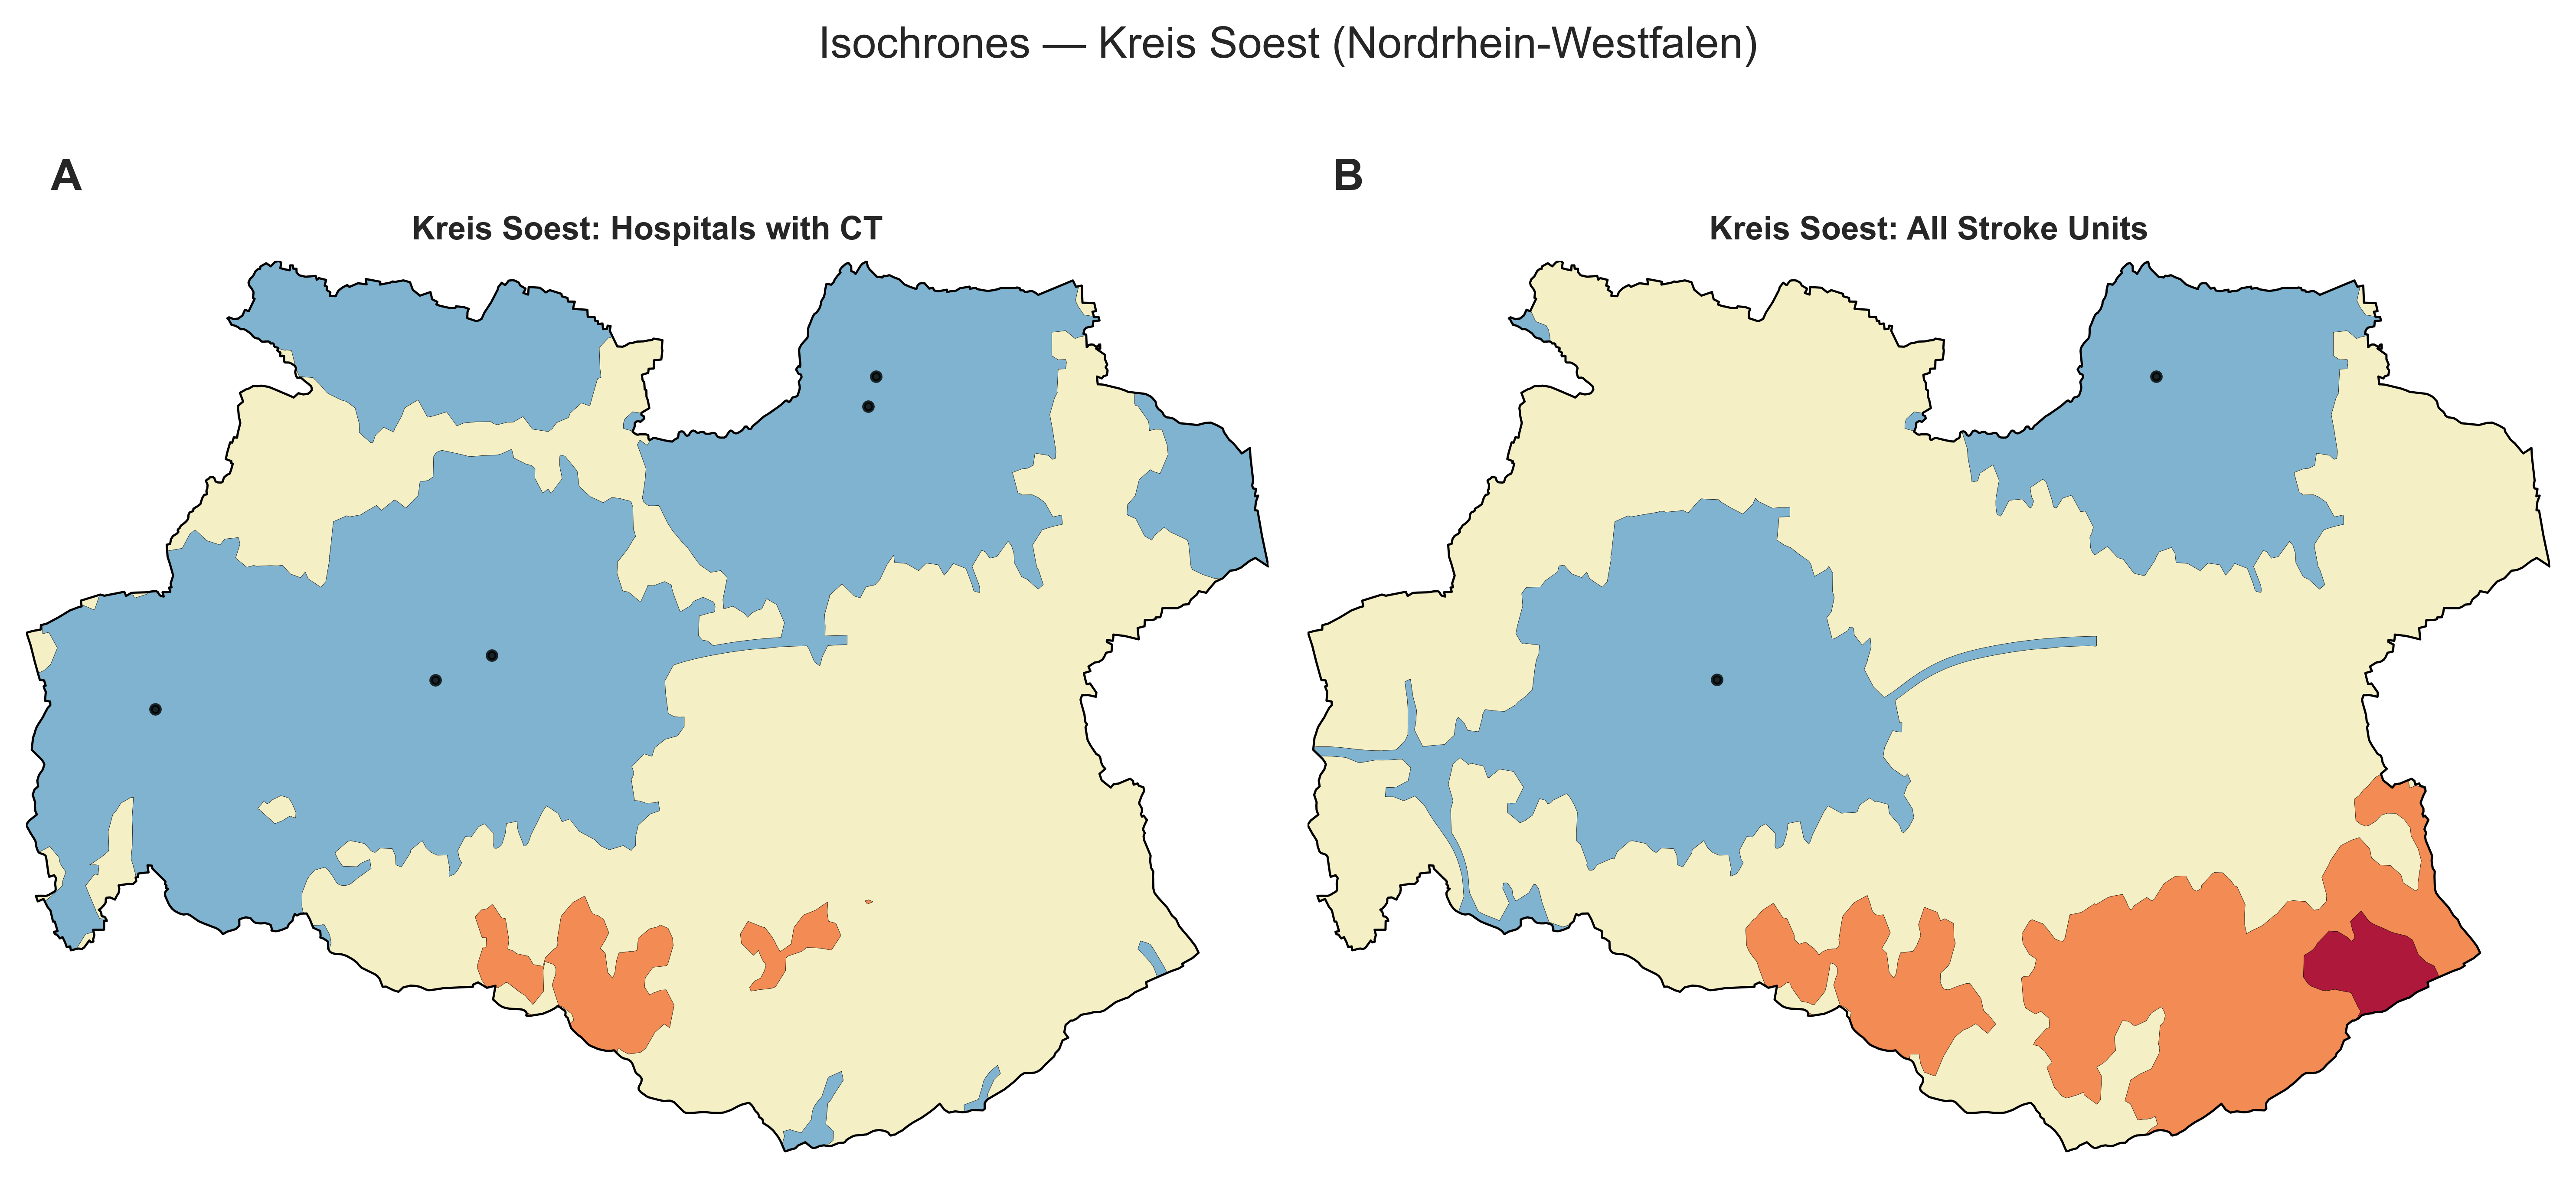 Isochrones — Kreis Soest (Nordrhein-Westfalen)
A
B
Kreis Soest: Hospitals with CT
Kreis Soest: All Stroke Units